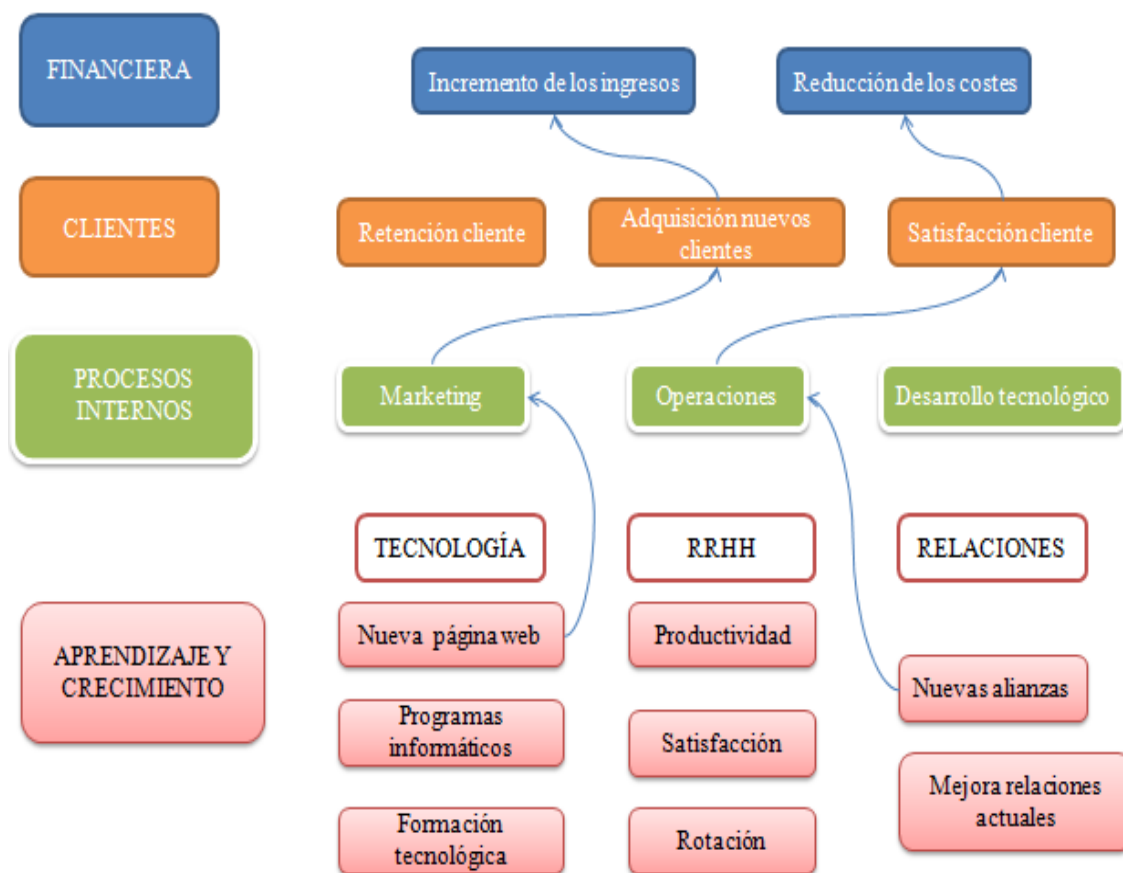 FINANCIERA
Incremento de los ingresos
Reducción de los costes
CLIENTES
Retención cliente
Adquisición nuevos
clientes
Satisfacción cliente
PROCESOS
INTERNOS
Marketing
Operaciones
Desarrollo tecnológico
TECNOLOGÍA
RRHH
RELACIONES
APRENDIZAJE Y
CRECIMIENTO
Nueva página web
Productividad
Nuevas alianzas
Programas
informáticos
Satisfacción
Mejora relaciones
actuales
Formación
tecnológica
Rotación